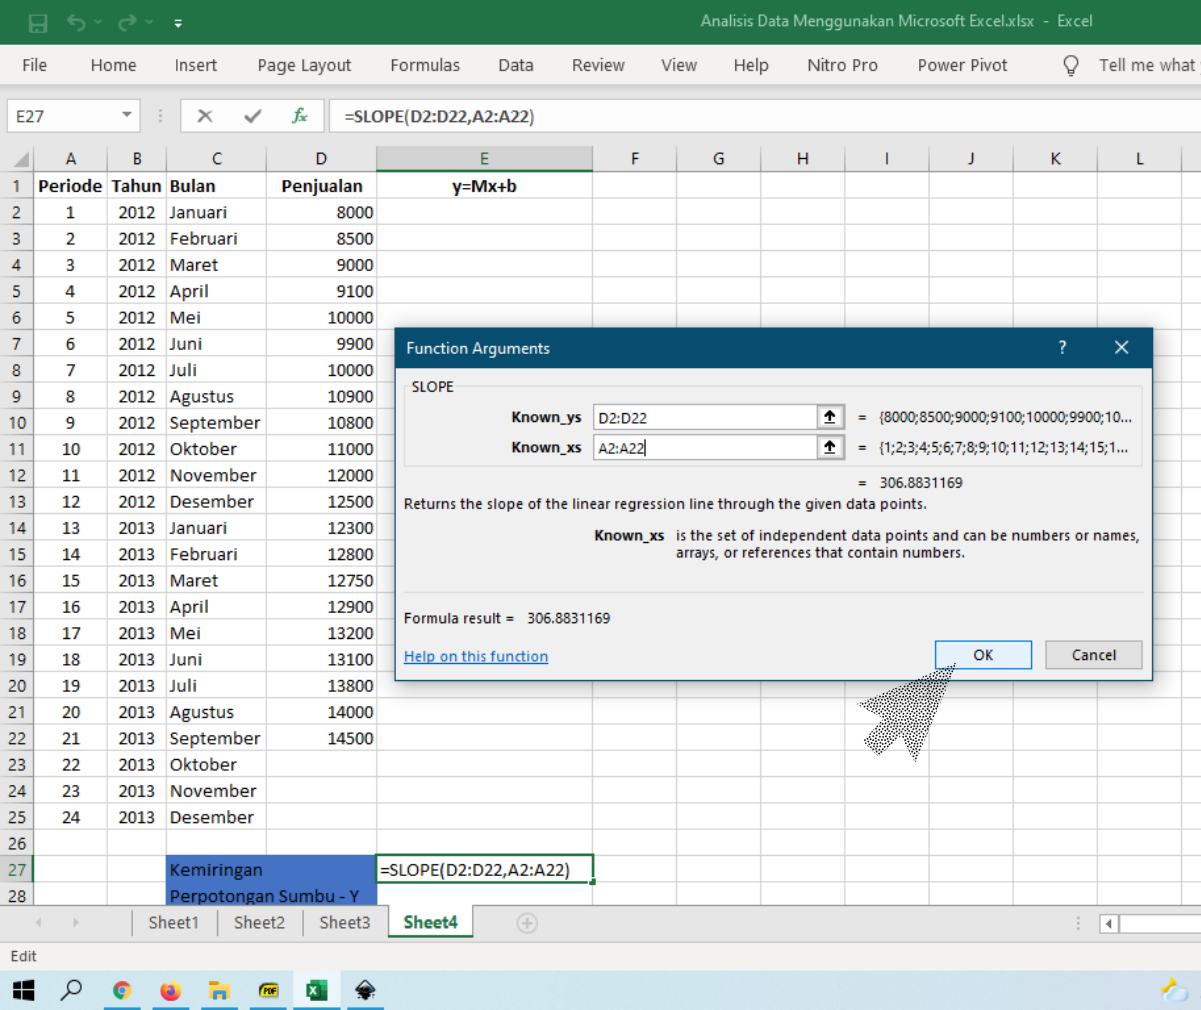 Analisis Data Menggunakan Microsoft Excel.xlsx - Excel
File Home Insert Page Layout Formulas Data Review View Help Nitro Pro Power Pivot Tell me what
E27 fx =SLOPE(D2:D22,A2:A22)
A B C D E F G H I J K L
1 Periode Tahun Bulan Penjualan y=Mx+b
2 1 2012 Januari 8000
3 2 2012 Februari 8500
4 3 2012 Maret 9000
5 4 2012 April 9100
6 5 2012 Mei 10000
7 6 2012 Juni 9900
8 7 2012 Juli 10000
9 8 2012 Agustus 10900
10 9 2012 September 10800
11 10 2012 Oktober 11000
12 11 2012 November 12000
13 12 2012 Desember 12500
14 13 2013 Januari 12300
15 14 2013 Februari 12800
16 15 2013 Maret 12750
17 16 2013 April 12900
18 17 2013 Mei 13200
19 18 2013 Juni 13100
20 19 2013 Juli 13800
21 20 2013 Agustus 14000
22 21 2013 September 14500
23 22 2013 Oktober
24 23 2013 November
25 24 2013 Desember
26
27 Kemiringan =SLOPE(D2:D22,A2:A22)
28 Perpotongan Sumbu - Y
Function Arguments ?
SLOPE
Known_ys D2:D22 = {8000;8500;9000;9100;10000;9900;10...
Known_xs A2:A22 = {1;2;3;4;5;6;7;8;9;10;11;12;13;14;15;1...
= 306.8831169
Returns the slope of the linear regression line through the given data points.
Known_xs is the set of independent data points and can be numbers or names,
arrays, or references that contain numbers.
Formula result = 306.8831169
Help on this function OK Cancel
Sheet1 Sheet2 Sheet3 Sheet4
Edit
PDF